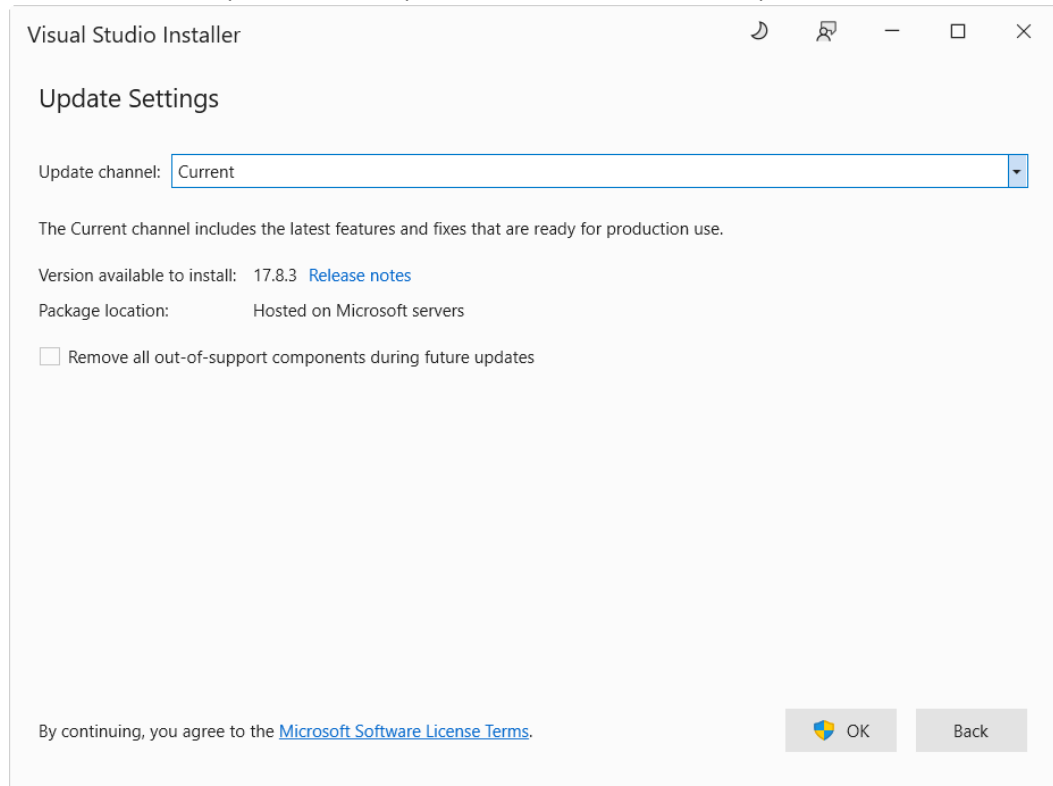 Visual Studio Installer
Update Settings
Update channel: Current
The Current channel includes the latest features and fixes that are ready for production use.
Version available to install: 17.8.3 Release notes
Package location: Hosted on Microsoft servers
Remove all out-of-support components during future updates
By continuing, you agree to the Microsoft Software License Terms. OK Back